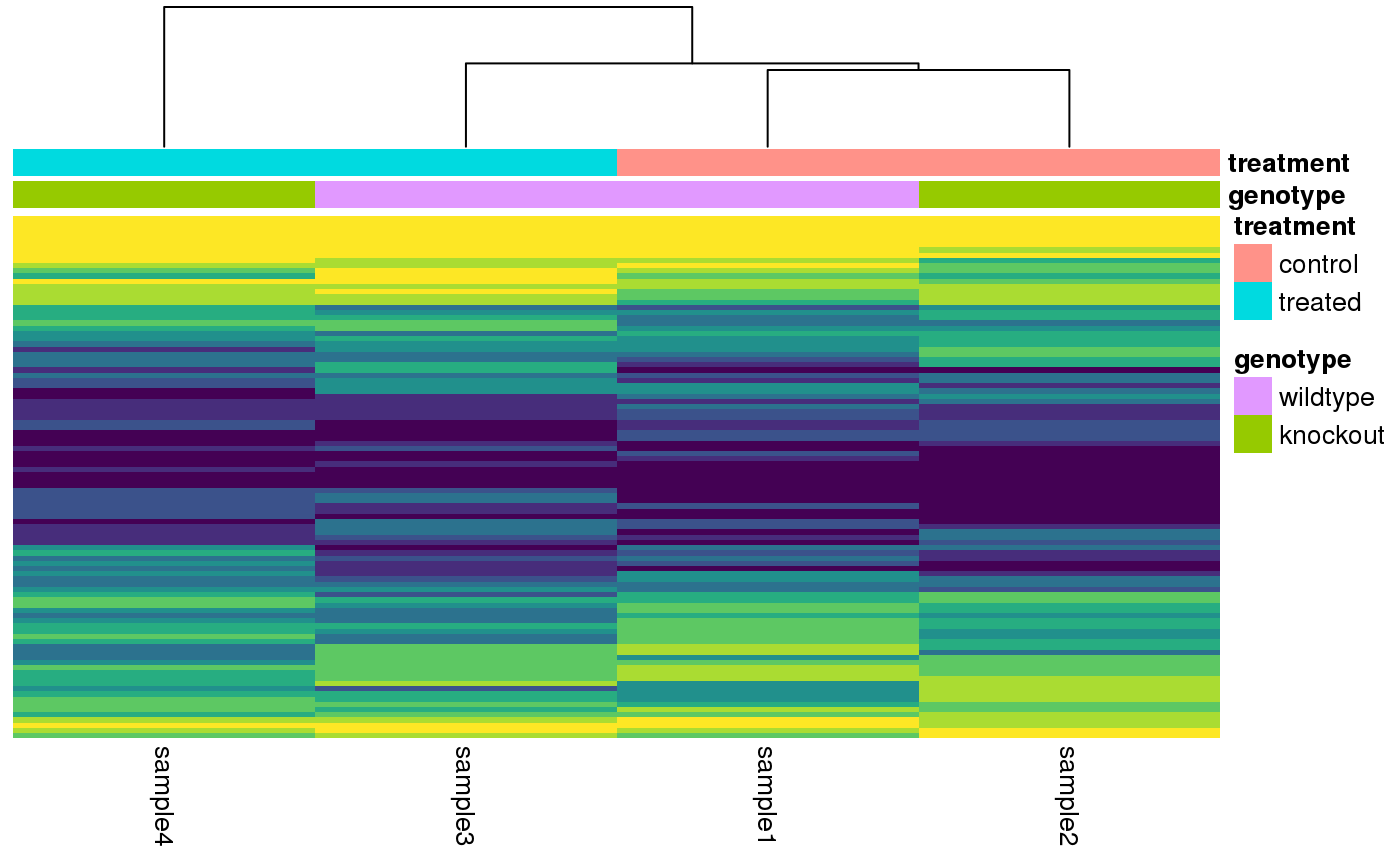 treatment
genotype
treatment
control
treated
genotype
wildtype
knockout
sample4
sample3
sample1
sample2